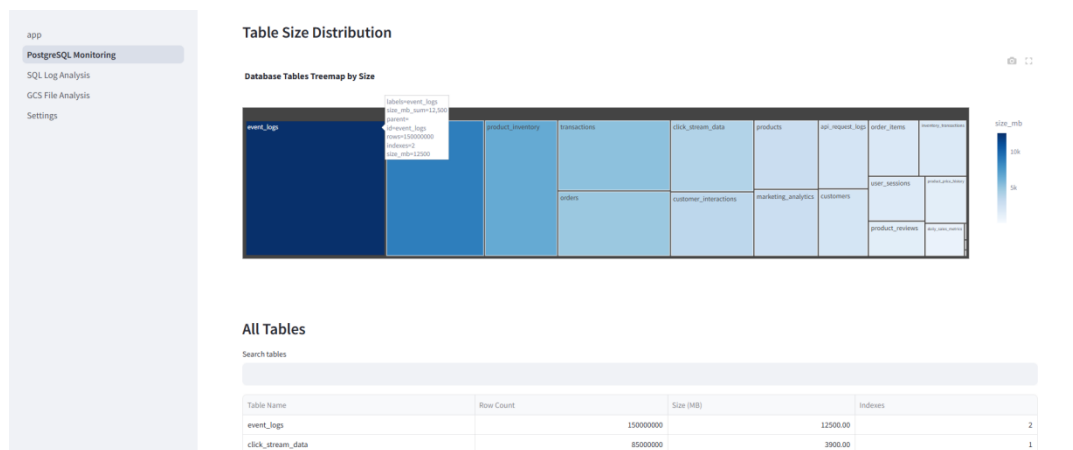 app
PostgreSQL Monitoring
SQL Log Analysis
GCS File Analysis
Settings
Table Size Distribution
Database Tables Treemap by Size
labels=event_logs
size_mb_sum=12,500
parent=
id=event_logs
rows=150000000
indexes=2
size_mb=12500
event_logs
product_inventory
transactions
click_stream_data
products
sql_request_logs
order_items
inventory_transactions
orders
customer_interactions
marketing_analytics
customers
user_sessions
product_price_history
product_reviews
daily_sales_metrics
size_mb
10k
5k
All Tables
Search tables
Table Name Row Count Size (MB) Indexes
event_logs 150000000 12500.00 2
click_stream_data 85000000 3900.00 1